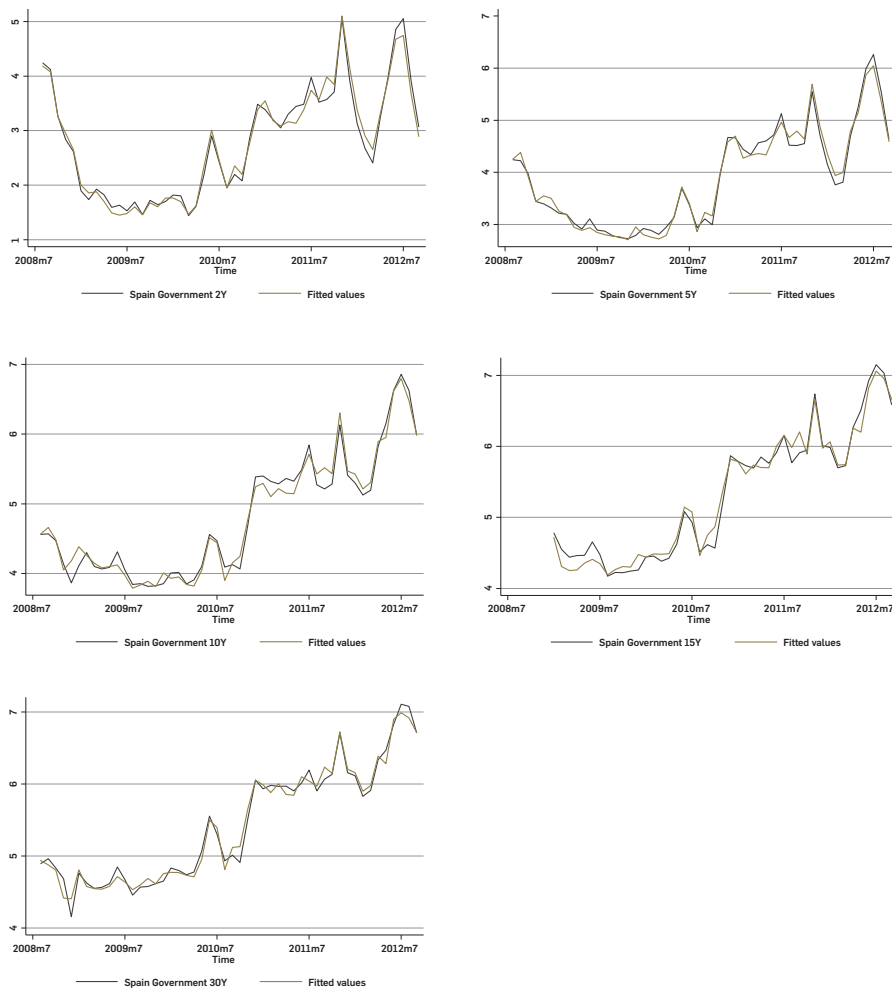 5
4
3
2
1
2008m7 2009m7 2010m7 2011m7 2012m7
Time
Spain Government 2Y Fitted values
7
6
5
4
3
2008m7 2009m7 2010m7 2011m7 2012m7
Time
Spain Government 5Y Fitted values
7
6
5
4
2008m7 2009m7 2010m7 2011m7 2012m7
Time
Spain Government 10Y Fitted values
7
6
5
4
2008m7 2009m7 2010m7 2011m7 2012m7
Time
Spain Government 15Y Fitted values
7
6
5
4
2008m7 2009m7 2010m7 2011m7 2012m7
Time
Spain Government 30Y Fitted values